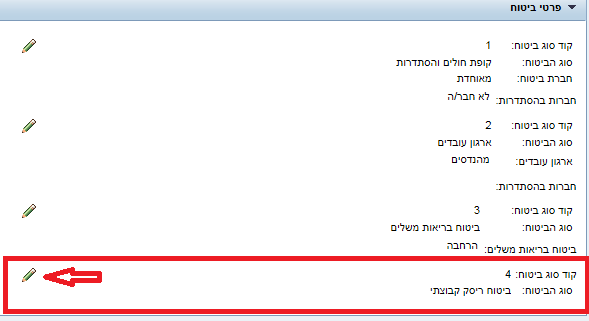 פרטי ביטוח
קוד סוג ביטוח: 1
סוג הביטוח: קופת חולים והסתדרות
חברת ביטוח: מאוחדת
חברות בהסתדרות: לא חבר/ה
קוד סוג ביטוח: 2
סוג הביטוח: ארגון עובדים
ארגון עובדים: מהנדסים
חברות בהסתדרות:
קוד סוג ביטוח: 3
סוג הביטוח: ביטוח בריאות משלים
ביטוח בריאות משלים: הרחבה
קוד סוג ביטוח: 4
סוג הביטוח: ביטוח ריסק קבוצתי